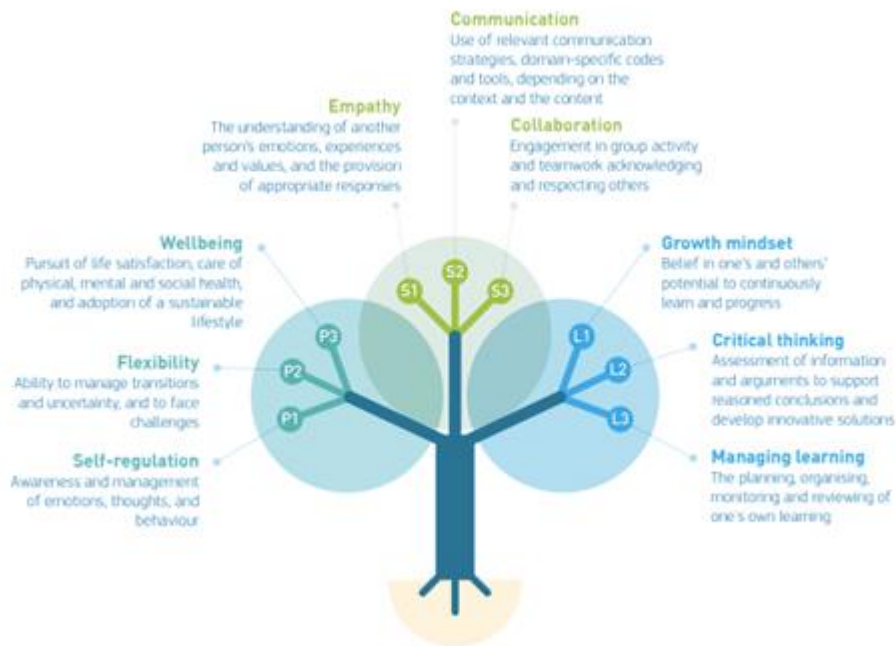 Communication
Use of relevant communication
strategies, domain-specific codes
and tools, depending on the
context and the content
Empathy
The understanding of another
person's emotions, experiences
and values, and the provision
of appropriate responses
Collaboration
Engagement in group activity
and teamwork acknowledging
and respecting others
Wellbeing
Pursuit of life satisfaction, care of
physical, mental and social health,
and adoption of a sustainable
lifestyle
Growth mindset
Belief in one's and others'
potential to continuously
learn and progress
Flexibility
Ability to manage transitions
and uncertainty, and to face
challenges
Critical thinking
Assessment of information
and arguments to support
reasoned conclusions and
develop innovative solutions
Self-regulation
Awareness and management
of emotions, thoughts, and
behaviour
Managing learning
The planning, organising,
monitoring and reviewing of
one's own learning
S1
S2
S3
P3
P2
P1
L1
L2
L3